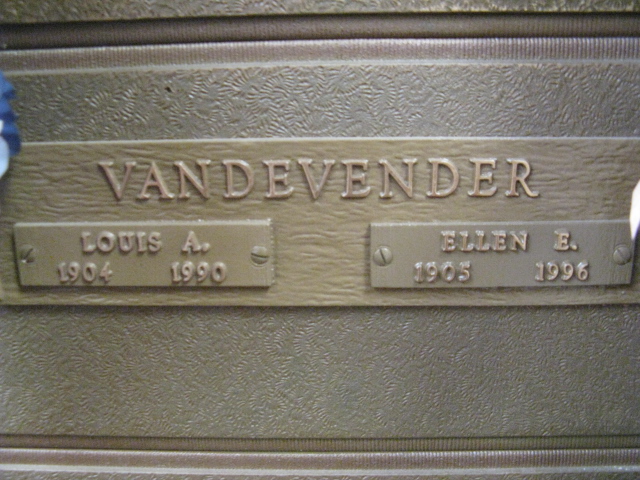 VANDEVENDER
LOUIS A.
1904 1990
ELLEN E.
1905 1996